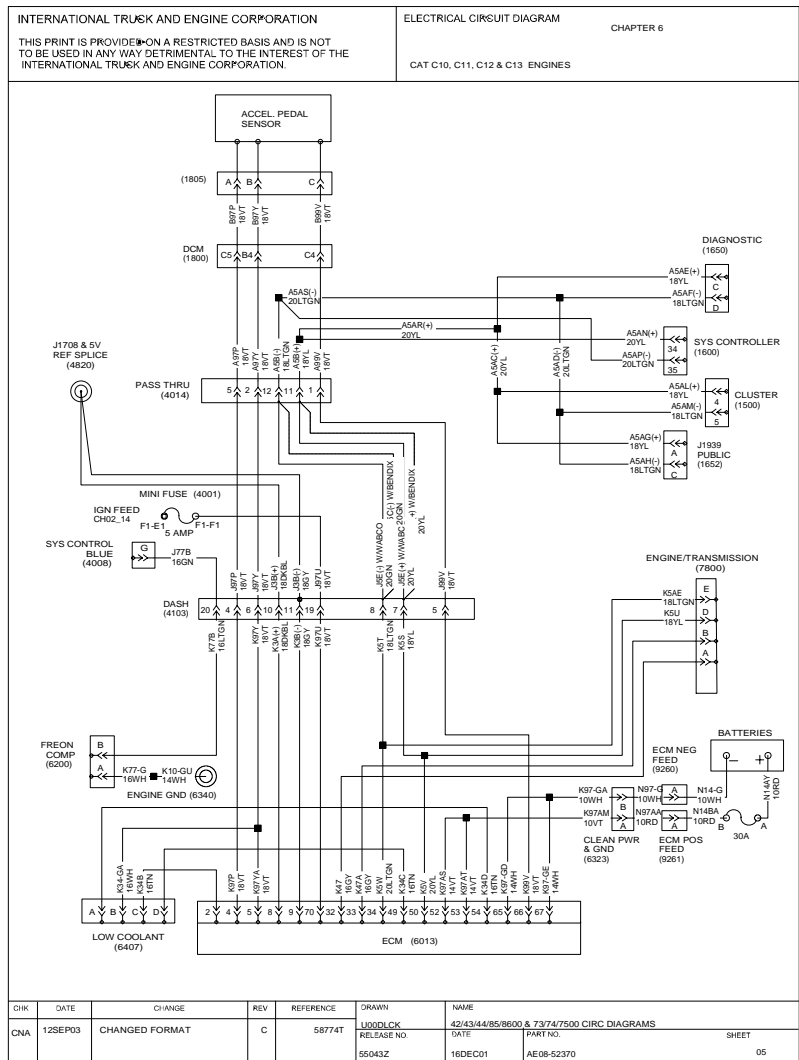 INTERNATIONAL TRUCK AND ENGINE CORPORATION
THIS PRINT IS PROVIDED ON A RESTRICTED BASIS AND IS NOT
TO BE USED IN ANY WAY DETRIMENTAL TO THE INTEREST OF THE
INTERNATIONAL TRUCK AND ENGINE CORPORATION.
ELECTRICAL CIRCUIT DIAGRAM
CHAPTER 6
CAT C10, C11, C12 & C13 ENGINES
ACCEL. PEDAL
SENSOR
(1805)
A B C
B97P 18VT
B97Y 18VT
B99V 18VT
DCM
(1800)
C5 B4 C4
DIAGNOSTIC
(1650)
A5AE(+)
18YL
C
A5AF(-)
18LTGN
D
A5AS(-)
20LTGN
A5AR(+)
20YL
A5AN(+)
20YL
34
A5AP(-)
20LTGN
35
SYS CONTROLLER
(1600)
A97P 18VT
A97Y 18VT
A5B(-) 18LTGN
A5B(+) 18YL
A99V 18VT
A5AC(+) 20YL
A5AD(-) 20LTGN
J1708 & 5V
REF SPLICE
(4820)
PASS THRU
(4014)
5 2 12 11 1
A5AL(+)
18YL
4
A5AM(-)
18LTGN
5
CLUSTER
(1500)
A5AG(+)
18YL
A
A5AH(-)
18LTGN
C
J1939
PUBLIC
(1652)
MINI FUSE (4001)
IGN FEED
CH02_14
F1-E1
F1-F1
5 AMP
SYS CONTROL
BLUE
(4008)
G
J77B
16GN
J97P 18VT
J97Y 18VT
J3B(+) 18DKBL
J3B(-) 18GY
J97U 18VT
J5E(-) W/WABCO 20GN
5C(-) W/BENDIX 20GN
J5E(+) W/WABC 20YL
+) W/BENDIX 20YL
J99V 18VT
ENGINE/TRANSMISSION
(7800)
K5AE
18LTGN
K5U
18YL
E
D
B
A
DASH
(4103)
20 4 6 10 11 19 8 7 5
K77B 16LTGN
K97Y 18VT
K3A(+) 18DKBL
K3B(-) 18GY
K97U 18VT
K5T 18LTGN
K5S 18YL
FREON
COMP
(6200)
B
A
K77-G
16WH
K10-GU
14WH
ENGINE GND (6340)
BATTERIES
− +
ECM NEG
FEED
(9260)
K97-GA
10WH
B
N97-G
10WH
A
N14-G
10WH
N14AY 10RD
K97AM
10VT
A
N97AA
10RD
A
N14BA
10RD
B
A
30A
CLEAN PWR
& GND
(6323)
ECM POS
FEED
(9261)
K34-GA 16WH
K34B 16TN
K97P 18VT
K97YA 18VT
K47 16GY
K47A 16GY
K5W 20LTGN
K34C 16TN
K5V 20YL
K97AS 14VT
K97AT 14VT
K34D 16TN
K97-GD 14WH
K99V 18VT
K97-GE 14WH
A B C D
LOW COOLANT
(6407)
2 4 5 8 9 70 32 33 34 49 50 52 53 54 65 66 67
ECM (6013)
CHK DATE CHANGE REV REFERENCE DRAWN NAME
CNA 12SEP03 CHANGED FORMAT C 58774T U00DLCK 42/43/44/85/8600 & 73/74/7500 CIRC DIAGRAMS
RELEASE NO. DATE PART NO. SHEET
55043Z 16DEC01 AE08-52370 05